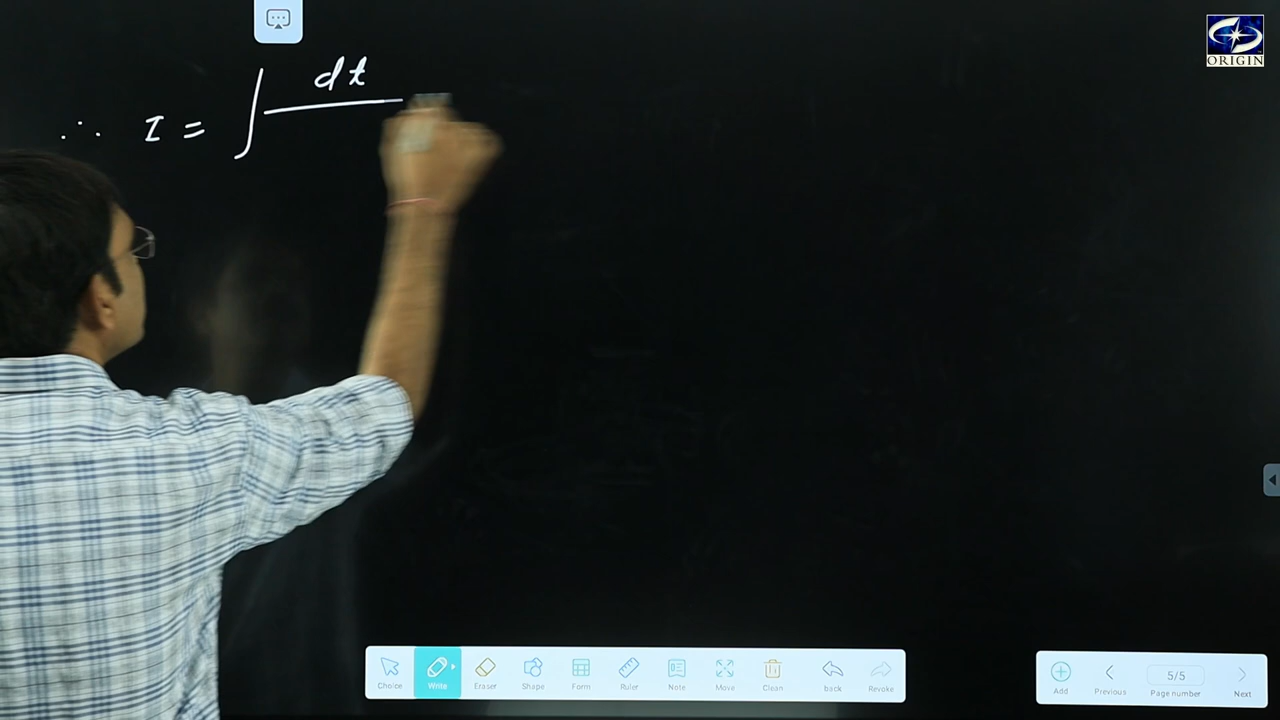 ORIGIN
∴ I = ∫ dt
Choice Write Eraser Shape Form Ruler Note Move Clean back Revoke
Add Previous 5/5 Page number Next